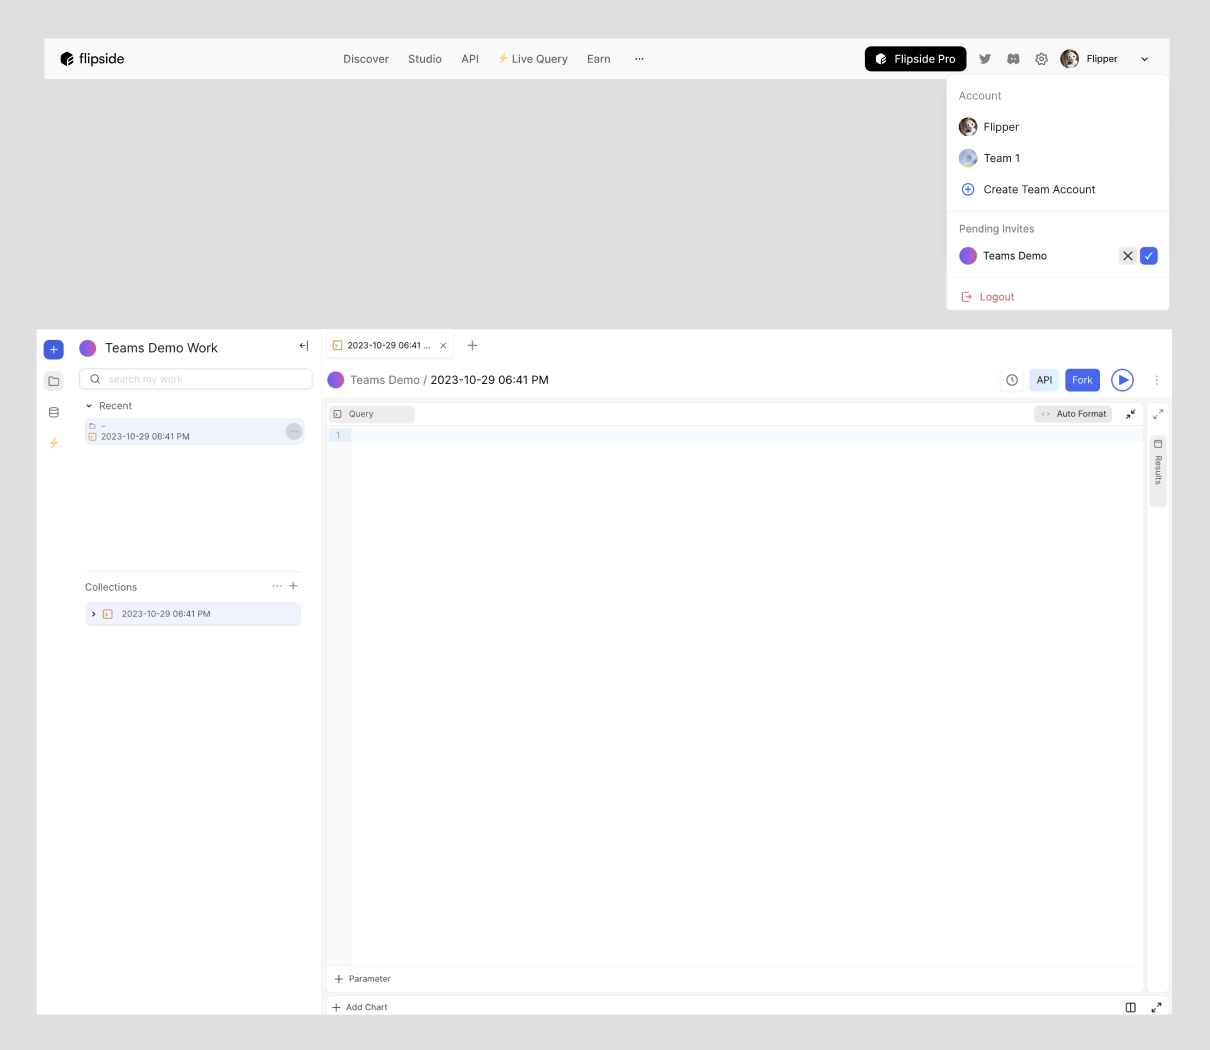 flipside
Discover
Studio
API
Live Query
Earn
Flipside Pro
Flipper
Account
Flipper
Team 1
Create Team Account
Pending Invites
Teams Demo
Logout
Teams Demo Work
search my work
Recent
–
2023-10-29 06:41 PM
Collections
2023-10-29 06:41 PM
2023-10-29 06:41 ...
Teams Demo / 2023-10-29 06:41 PM
API
Fork
Query
Auto Format
1
Results
Parameter
Add Chart